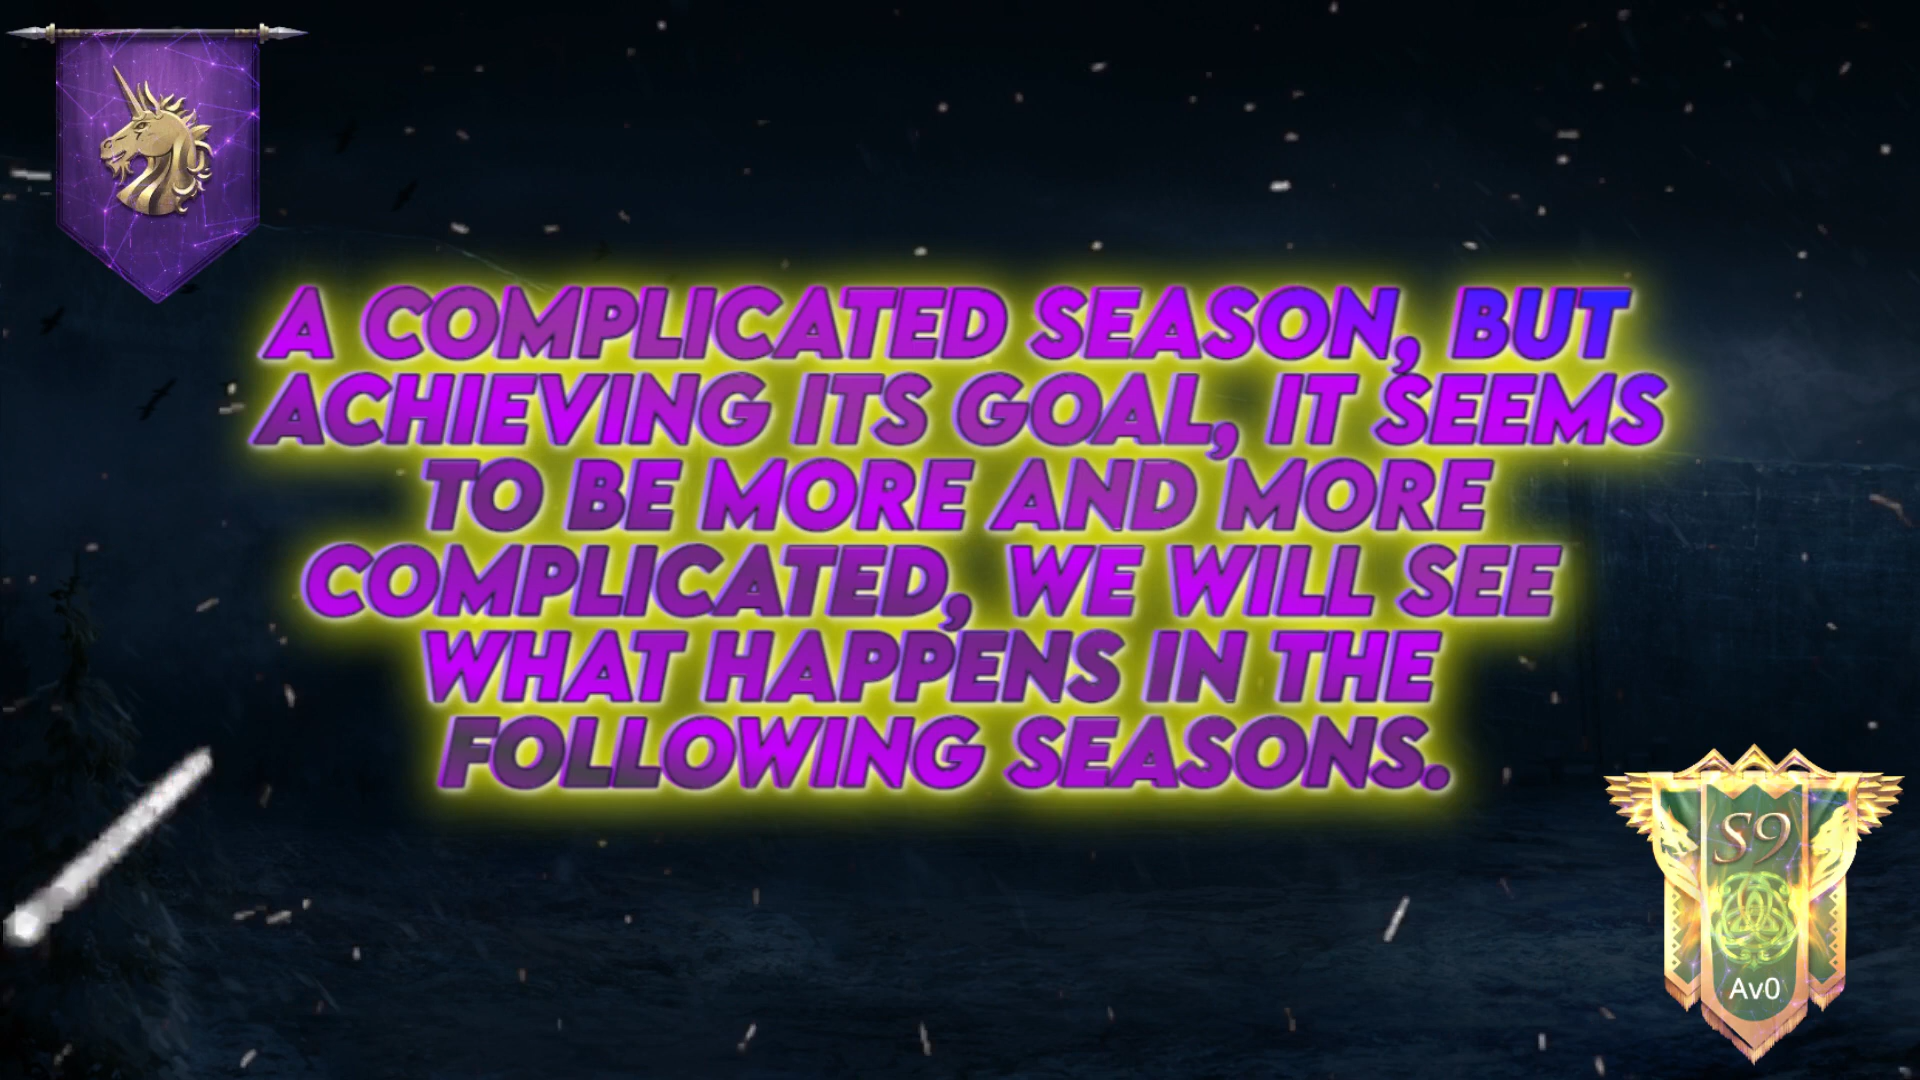 A COMPLICATED SEASON, BUT
ACHIEVING ITS GOAL, IT SEEMS
TO BE MORE AND MORE
COMPLICATED, WE WILL SEE
WHAT HAPPENS IN THE
FOLLOWING SEASONS.
S9
Av0